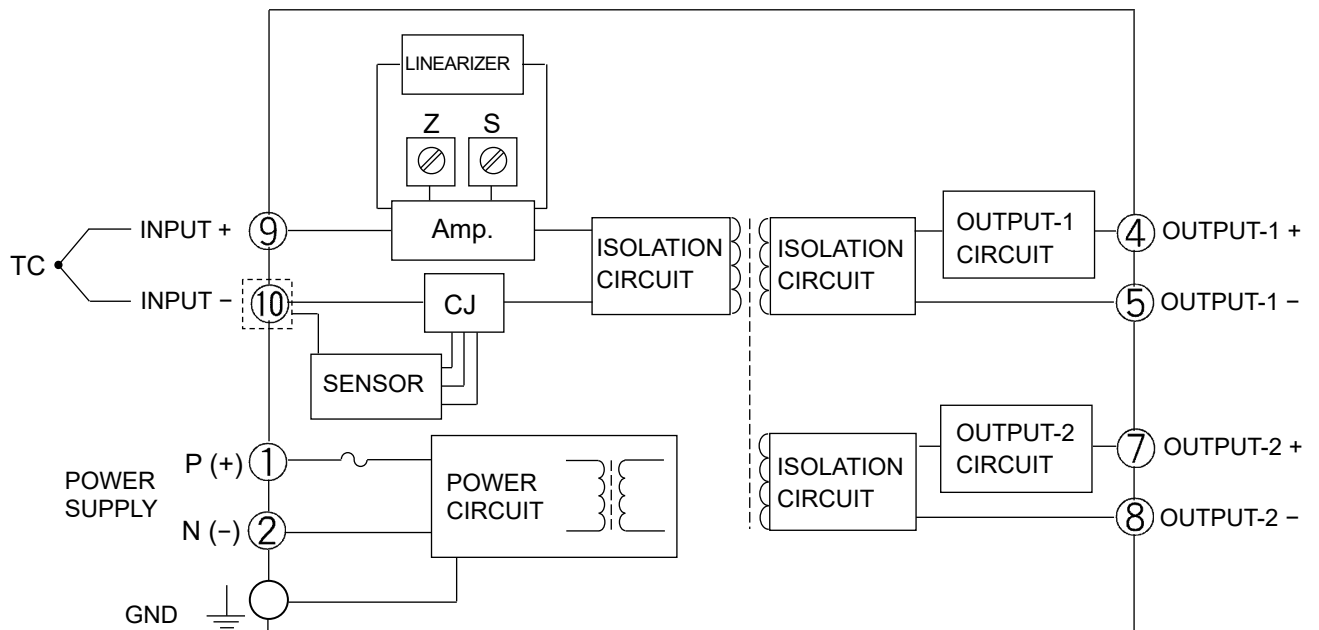 LINEARIZER
Z
S
INPUT +
9
Amp.
ISOLATION
CIRCUIT
ISOLATION
CIRCUIT
OUTPUT-1
CIRCUIT
4
OUTPUT-1 +
TC
INPUT −
10
CJ
5
OUTPUT-1 −
SENSOR
POWER
SUPPLY
P (+)
1
N (−)
2
POWER
CIRCUIT
ISOLATION
CIRCUIT
OUTPUT-2
CIRCUIT
7
OUTPUT-2 +
8
OUTPUT-2 −
GND